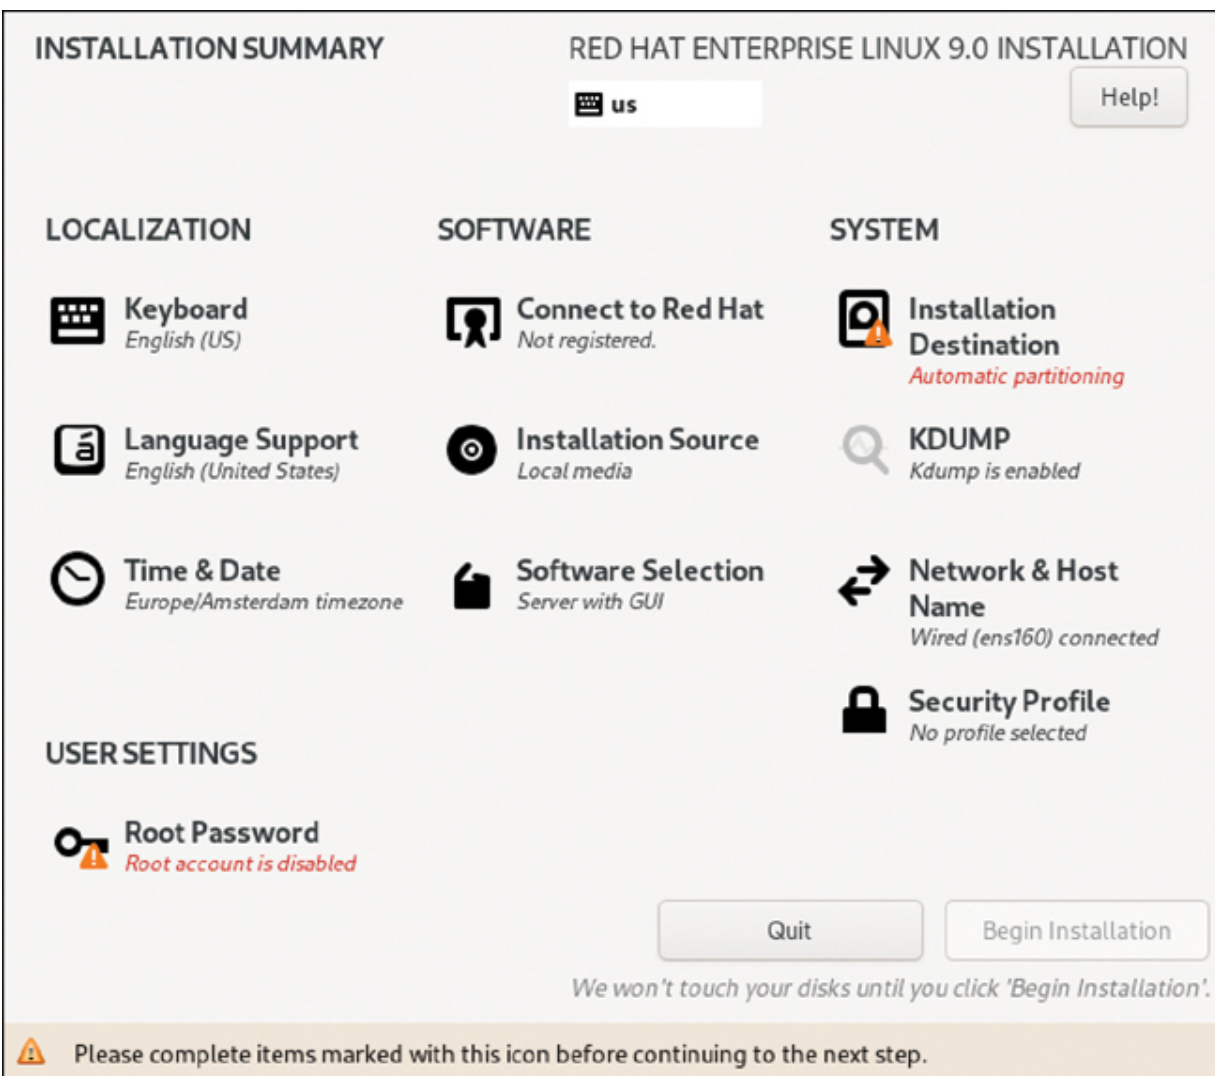 INSTALLATION SUMMARY
RED HAT ENTERPRISE LINUX 9.0 INSTALLATION
us
Help!
LOCALIZATION
Keyboard
English (US)
Language Support
English (United States)
Time & Date
Europe/Amsterdam timezone
SOFTWARE
Connect to Red Hat
Not registered.
Installation Source
Local media
Software Selection
Server with GUI
SYSTEM
Installation
Destination
Automatic partitioning
KDUMP
Kdump is enabled
Network & Host
Name
Wired (ens160) connected
Security Profile
No profile selected
USER SETTINGS
Root Password
Root account is disabled
Quit
Begin Installation
We won't touch your disks until you click 'Begin Installation'.
Please complete items marked with this icon before continuing to the next step.